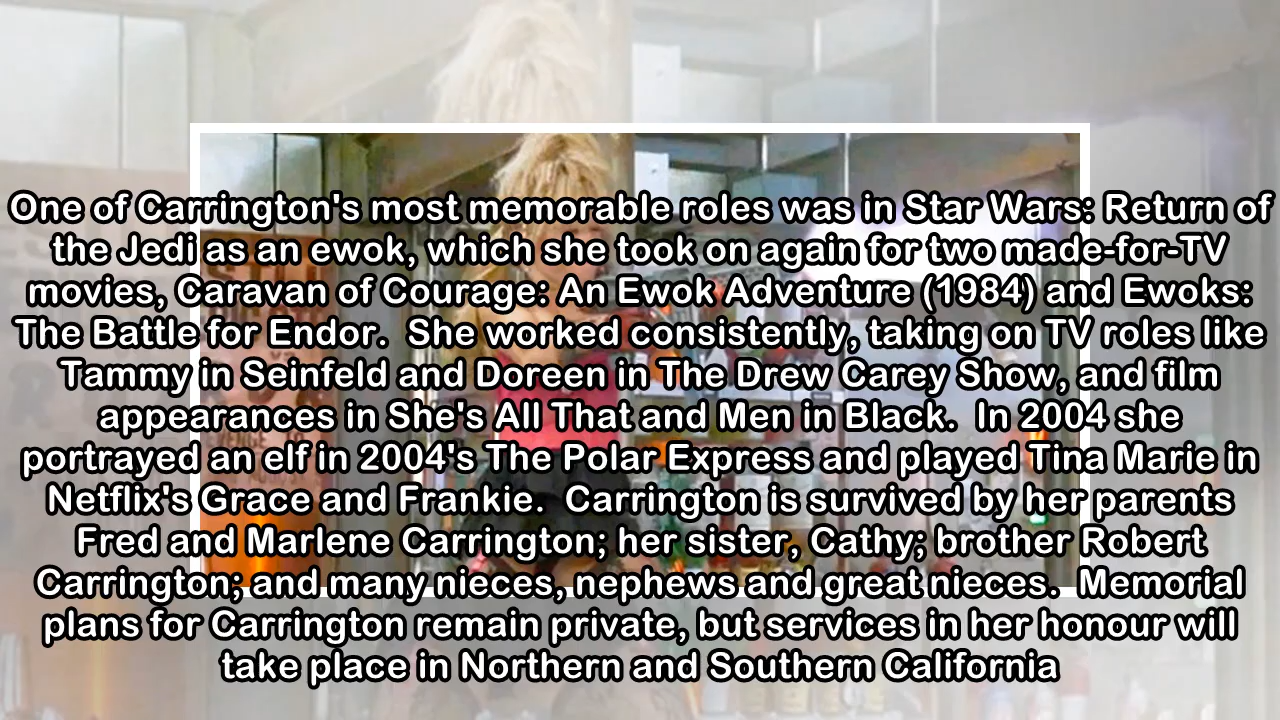 One of Carrington's most memorable roles was in Star Wars: Return of
the Jedi as an ewok, which she took on again for two made-for-TV
movies, Caravan of Courage: An Ewok Adventure (1984) and Ewoks:
The Battle for Endor.  She worked consistently, taking on TV roles like
Tammy in Seinfeld and Doreen in The Drew Carey Show, and film
appearances in She's All That and Men in Black.  In 2004 she
portrayed an elf in 2004's The Polar Express and played Tina Marie in
Netflix's Grace and Frankie.  Carrington is survived by her parents
Fred and Marlene Carrington; her sister, Cathy; brother Robert
Carrington; and many nieces, nephews and great nieces.  Memorial
plans for Carrington remain private, but services in her honour will
take place in Northern and Southern California